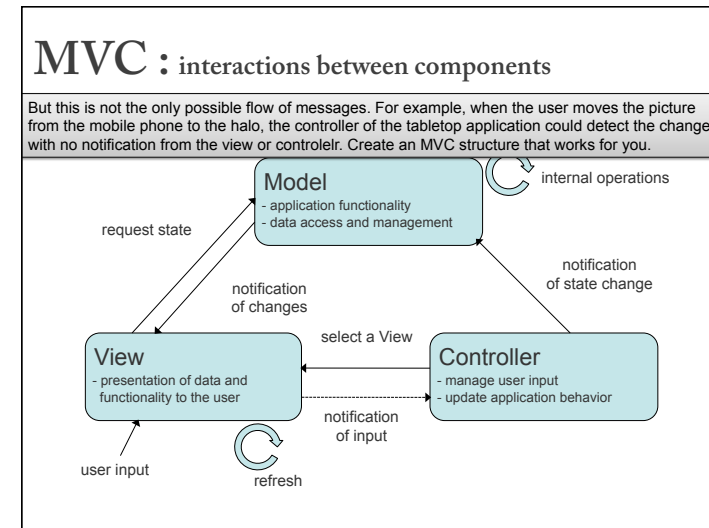 MVC : interactions between components
But this is not the only possible flow of messages. For example, when the user moves the picture
from the mobile phone to the halo, the controller of the tabletop application could detect the change
with no notification from the view or controlelr. Create an MVC structure that works for you.
Model
- application functionality
- data access and management
internal operations
request state
notification
of changes
notification
of state change
select a View
View
- presentation of data and
functionality to the user
Controller
- manage user input
- update application behavior
notification
of input
user input
refresh